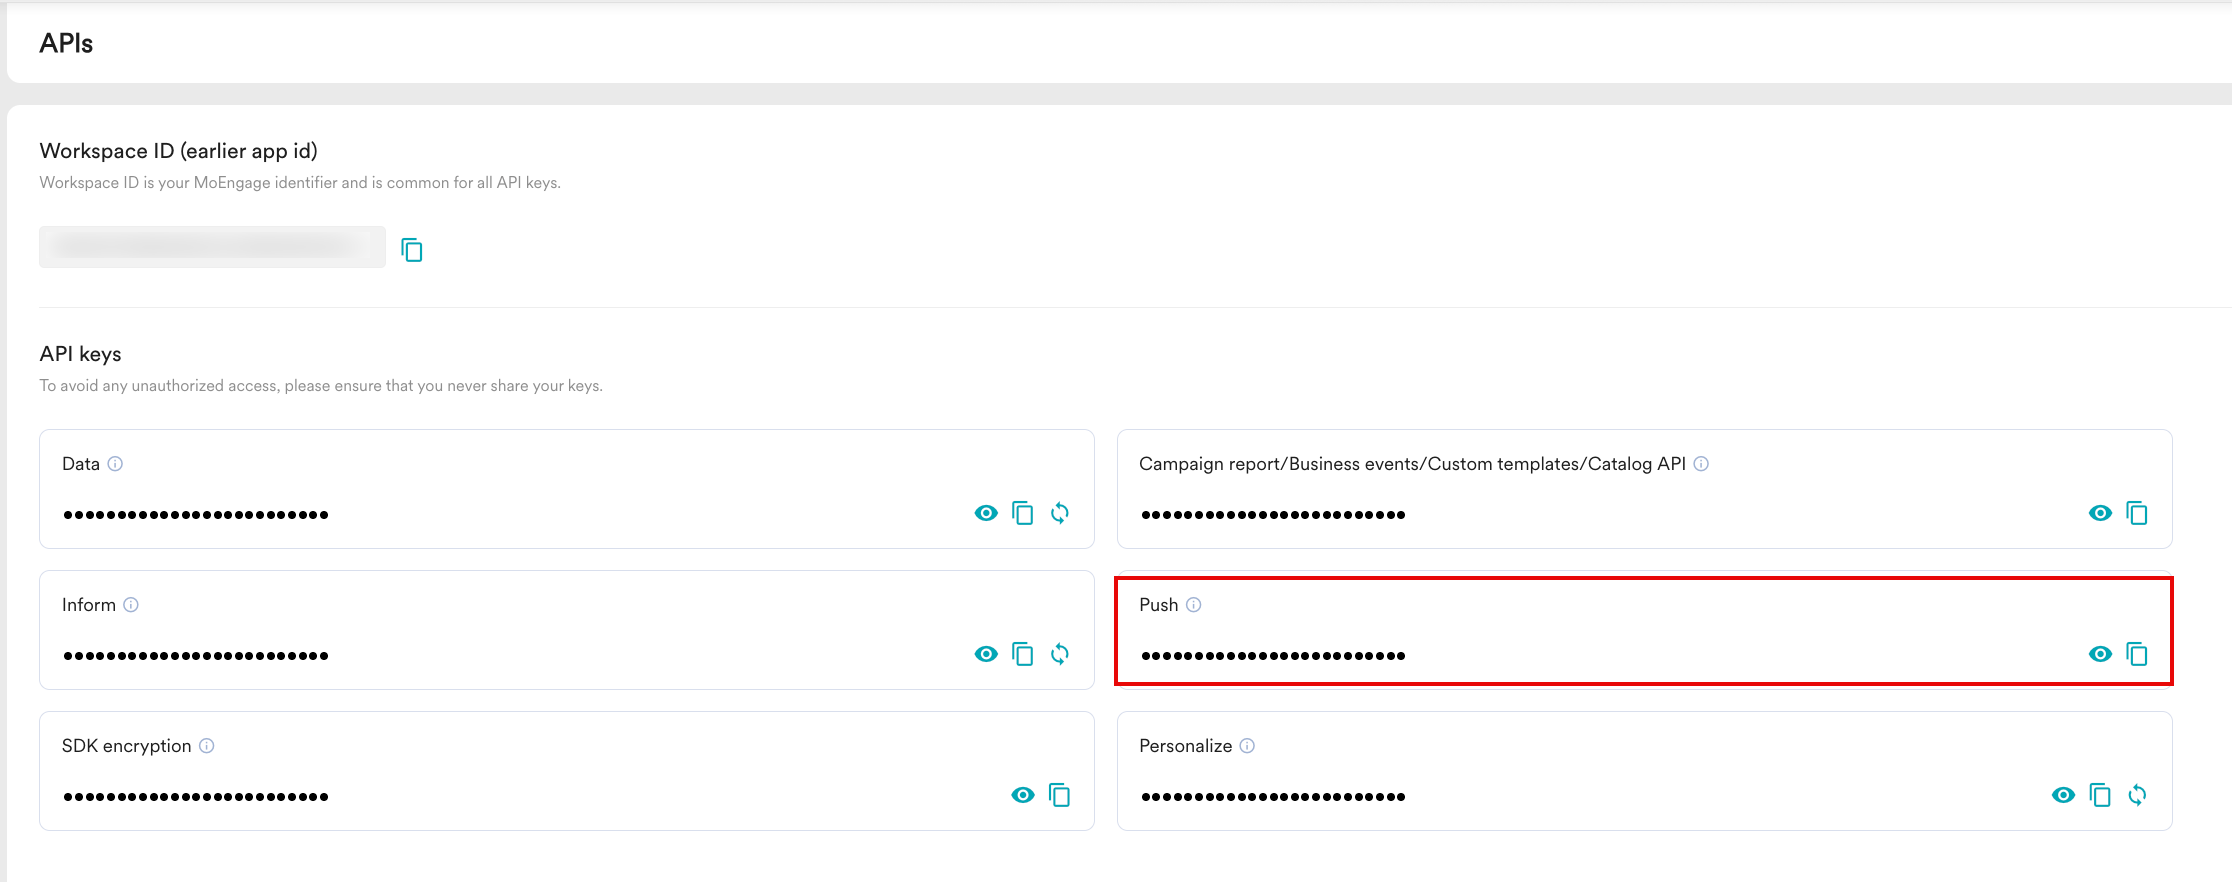 APIs
Workspace ID (earlier app id)
Workspace ID is your MoEngage identifier and is common for all API keys.
API keys
To avoid any unauthorized access, please ensure that you never share your keys.
Data
Campaign report/Business events/Custom templates/Catalog API
•••••••••••••••••••••••••
•••••••••••••••••••••••••
Inform
Push
•••••••••••••••••••••••••
•••••••••••••••••••••••••
SDK encryption
Personalize
•••••••••••••••••••••••••
•••••••••••••••••••••••••